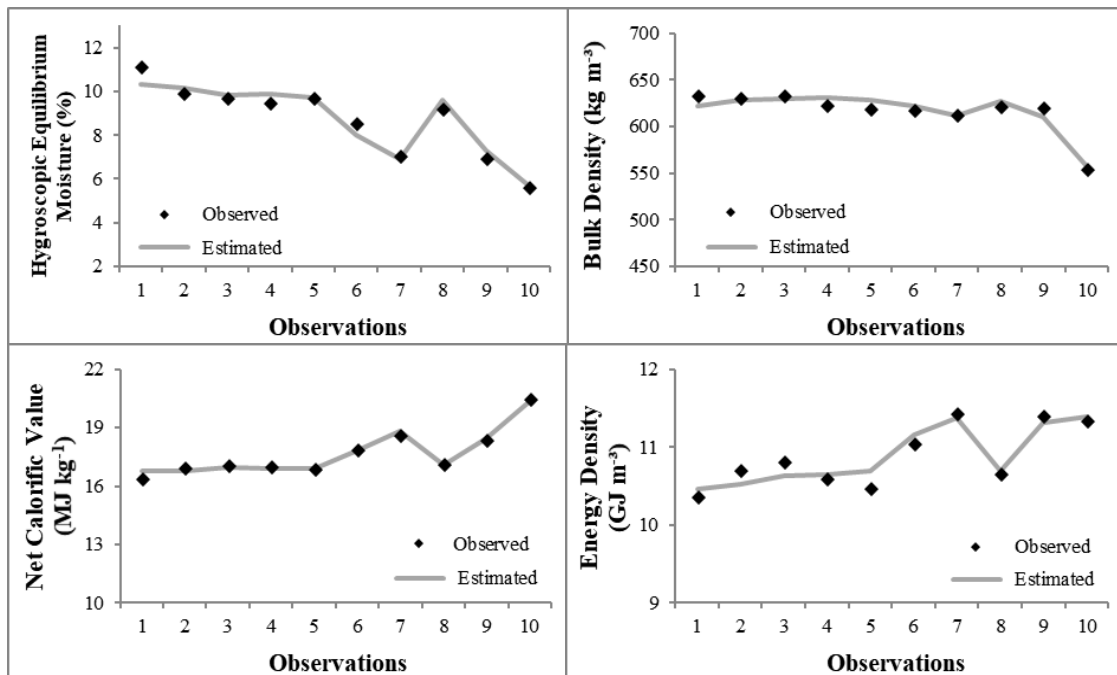 Hygroscopic Equilibrium
Moisture (%)
12
10
8
6
4
2
Observed
Estimated
1 2 3 4 5 6 7 8 9 10
Observations
Bulk Density (kg m⁻³)
700
650
600
550
500
450
Observed
Estimated
1 2 3 4 5 6 7 8 9 10
Observations
Net Calorific Value
(MJ kg⁻¹)
22
19
16
13
10
Observed
Estimated
1 2 3 4 5 6 7 8 9 10
Observations
Energy Density
(GJ m⁻³)
12
11
10
9
Observed
Estimated
1 2 3 4 5 6 7 8 9 10
Observations